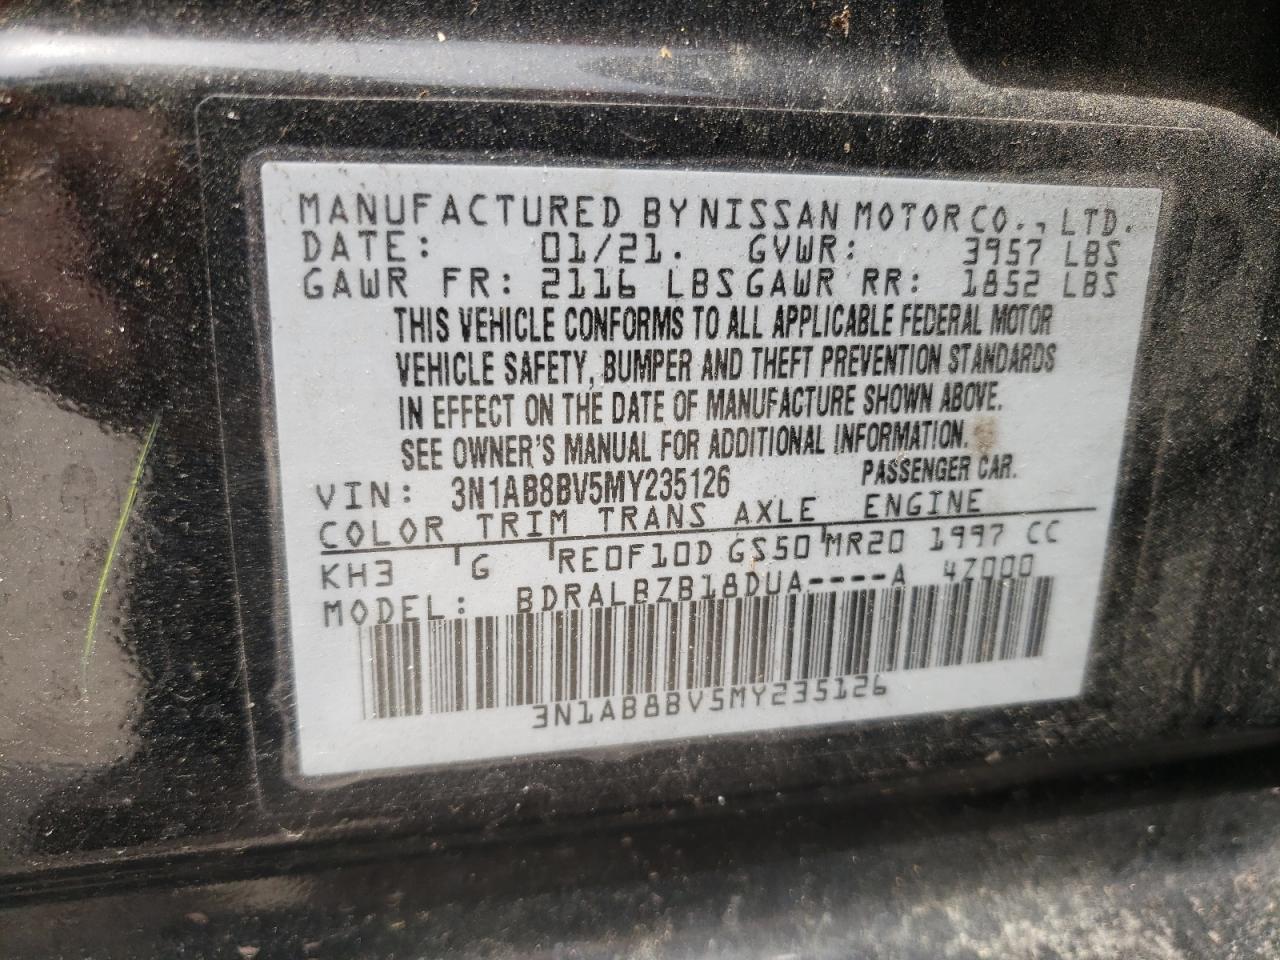 MANUFACTURED BY NISSAN MOTOR CO., LTD.
DATE: 01/21. GVWR: 3957 LBS
GAWR FR: 2116 LBS GAWR RR: 1852 LBS
THIS VEHICLE CONFORMS TO ALL APPLICABLE FEDERAL MOTOR
VEHICLE SAFETY, BUMPER AND THEFT PREVENTION STANDARDS
IN EFFECT ON THE DATE OF MANUFACTURE SHOWN ABOVE.
SEE OWNER'S MANUAL FOR ADDITIONAL INFORMATION.
VIN: 3N1AB8BV5MY235126 PASSENGER CAR.
COLOR TRIM TRANS AXLE ENGINE
KH3 G RE0F10D GS50 MR20 1997 CC
MODEL: BDRALBZB18DUA----A 4Z000
3N1AB8BV5MY235126